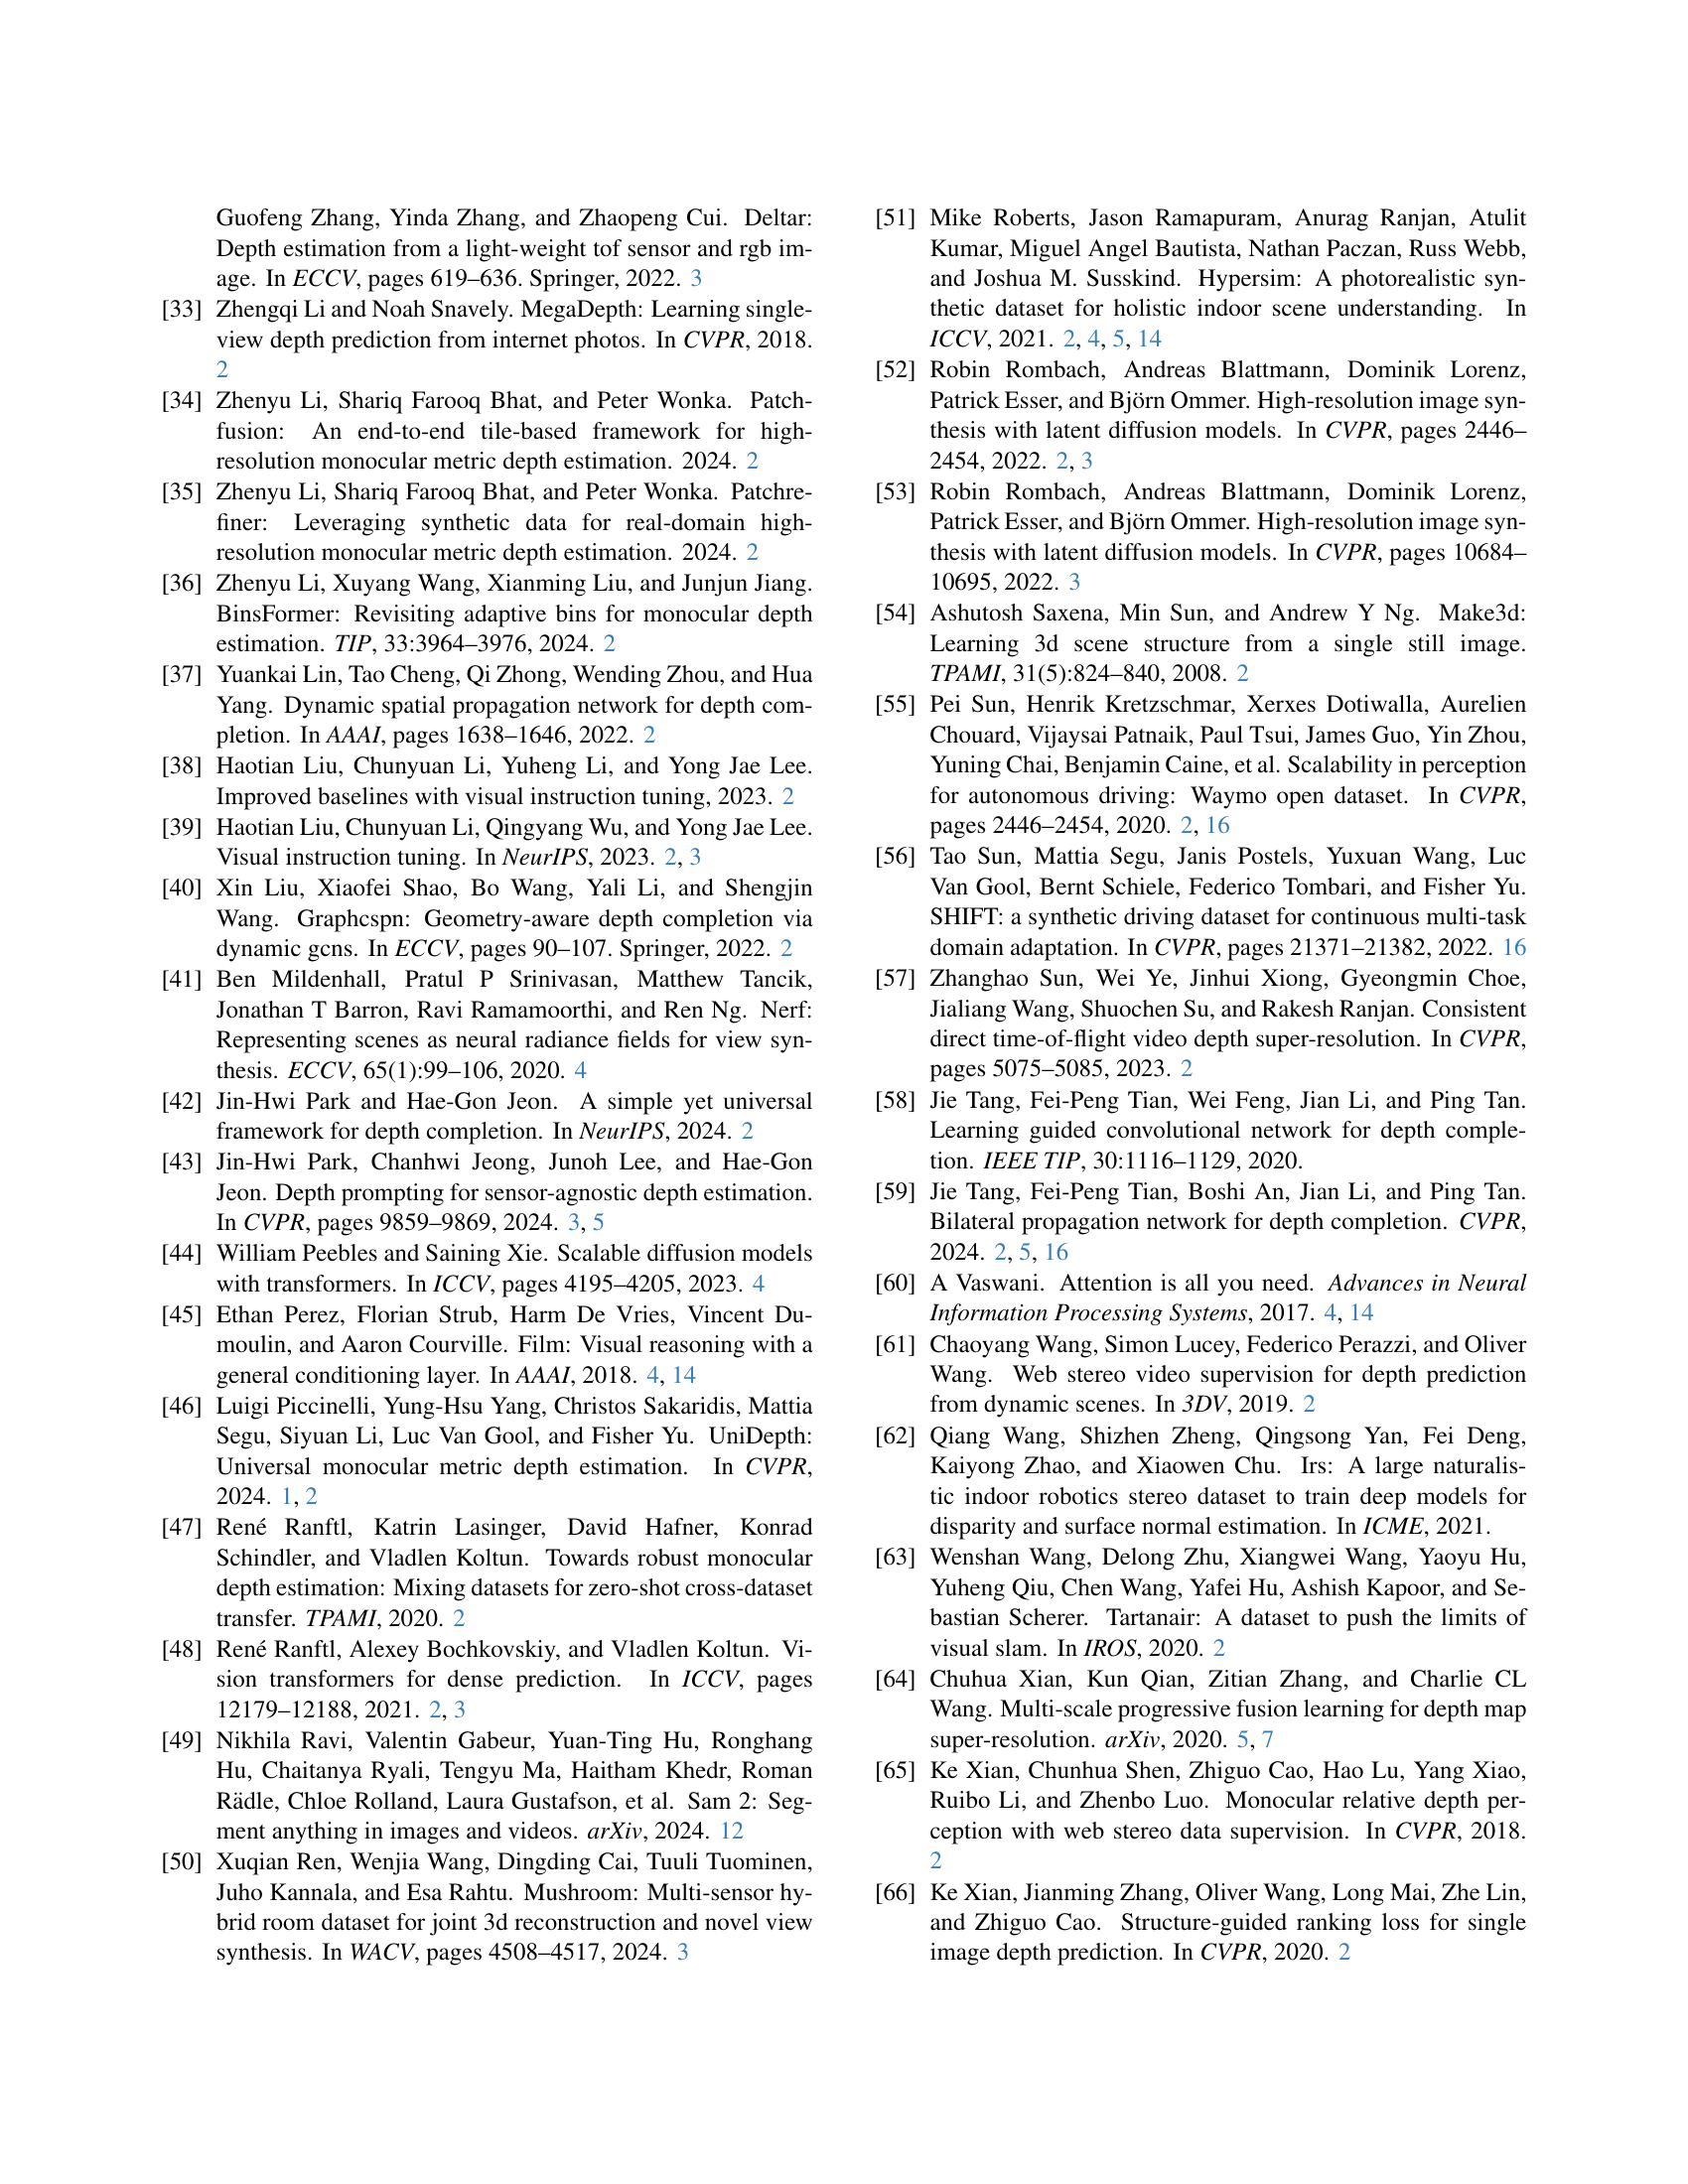 Guofeng Zhang, Yinda Zhang, and Zhaopeng Cui. Deltar:
Depth estimation from a light-weight tof sensor and rgb im-
age. In ECCV, pages 619–636. Springer, 2022. 3
[33] Zhengqi Li and Noah Snavely. MegaDepth: Learning single-
view depth prediction from internet photos. In CVPR, 2018.
2
[34] Zhenyu Li, Shariq Farooq Bhat, and Peter Wonka. Patch-
fusion: An end-to-end tile-based framework for high-
resolution monocular metric depth estimation. 2024. 2
[35] Zhenyu Li, Shariq Farooq Bhat, and Peter Wonka. Patchre-
finer: Leveraging synthetic data for real-domain high-
resolution monocular metric depth estimation. 2024. 2
[36] Zhenyu Li, Xuyang Wang, Xianming Liu, and Junjun Jiang.
BinsFormer: Revisiting adaptive bins for monocular depth
estimation. TIP, 33:3964–3976, 2024. 2
[37] Yuankai Lin, Tao Cheng, Qi Zhong, Wending Zhou, and Hua
Yang. Dynamic spatial propagation network for depth com-
pletion. In AAAI, pages 1638–1646, 2022. 2
[38] Haotian Liu, Chunyuan Li, Yuheng Li, and Yong Jae Lee.
Improved baselines with visual instruction tuning, 2023. 2
[39] Haotian Liu, Chunyuan Li, Qingyang Wu, and Yong Jae Lee.
Visual instruction tuning. In NeurIPS, 2023. 2, 3
[40] Xin Liu, Xiaofei Shao, Bo Wang, Yali Li, and Shengjin
Wang. Graphcspn: Geometry-aware depth completion via
dynamic gcns. In ECCV, pages 90–107. Springer, 2022. 2
[41] Ben Mildenhall, Pratul P Srinivasan, Matthew Tancik,
Jonathan T Barron, Ravi Ramamoorthi, and Ren Ng. Nerf:
Representing scenes as neural radiance fields for view syn-
thesis. ECCV, 65(1):99–106, 2020. 4
[42] Jin-Hwi Park and Hae-Gon Jeon. A simple yet universal
framework for depth completion. In NeurIPS, 2024. 2
[43] Jin-Hwi Park, Chanhwi Jeong, Junoh Lee, and Hae-Gon
Jeon. Depth prompting for sensor-agnostic depth estimation.
In CVPR, pages 9859–9869, 2024. 3, 5
[44] William Peebles and Saining Xie. Scalable diffusion models
with transformers. In ICCV, pages 4195–4205, 2023. 4
[45] Ethan Perez, Florian Strub, Harm De Vries, Vincent Du-
moulin, and Aaron Courville. Film: Visual reasoning with a
general conditioning layer. In AAAI, 2018. 4, 14
[46] Luigi Piccinelli, Yung-Hsu Yang, Christos Sakaridis, Mattia
Segu, Siyuan Li, Luc Van Gool, and Fisher Yu. UniDepth:
Universal monocular metric depth estimation. In CVPR,
2024. 1, 2
[47] René Ranftl, Katrin Lasinger, David Hafner, Konrad
Schindler, and Vladlen Koltun. Towards robust monocular
depth estimation: Mixing datasets for zero-shot cross-dataset
transfer. TPAMI, 2020. 2
[48] René Ranftl, Alexey Bochkovskiy, and Vladlen Koltun. Vi-
sion transformers for dense prediction. In ICCV, pages
12179–12188, 2021. 2, 3
[49] Nikhila Ravi, Valentin Gabeur, Yuan-Ting Hu, Ronghang
Hu, Chaitanya Ryali, Tengyu Ma, Haitham Khedr, Roman
Rädle, Chloe Rolland, Laura Gustafson, et al. Sam 2: Seg-
ment anything in images and videos. arXiv, 2024. 12
[50] Xuqian Ren, Wenjia Wang, Dingding Cai, Tuuli Tuominen,
Juho Kannala, and Esa Rahtu. Mushroom: Multi-sensor hy-
brid room dataset for joint 3d reconstruction and novel view
synthesis. In WACV, pages 4508–4517, 2024. 3
[51] Mike Roberts, Jason Ramapuram, Anurag Ranjan, Atulit
Kumar, Miguel Angel Bautista, Nathan Paczan, Russ Webb,
and Joshua M. Susskind. Hypersim: A photorealistic syn-
thetic dataset for holistic indoor scene understanding. In
ICCV, 2021. 2, 4, 5, 14
[52] Robin Rombach, Andreas Blattmann, Dominik Lorenz,
Patrick Esser, and Björn Ommer. High-resolution image syn-
thesis with latent diffusion models. In CVPR, pages 2446–
2454, 2022. 2, 3
[53] Robin Rombach, Andreas Blattmann, Dominik Lorenz,
Patrick Esser, and Björn Ommer. High-resolution image syn-
thesis with latent diffusion models. In CVPR, pages 10684–
10695, 2022. 3
[54] Ashutosh Saxena, Min Sun, and Andrew Y Ng. Make3d:
Learning 3d scene structure from a single still image.
TPAMI, 31(5):824–840, 2008. 2
[55] Pei Sun, Henrik Kretzschmar, Xerxes Dotiwalla, Aurelien
Chouard, Vijaysai Patnaik, Paul Tsui, James Guo, Yin Zhou,
Yuning Chai, Benjamin Caine, et al. Scalability in perception
for autonomous driving: Waymo open dataset. In CVPR,
pages 2446–2454, 2020. 2, 16
[56] Tao Sun, Mattia Segu, Janis Postels, Yuxuan Wang, Luc
Van Gool, Bernt Schiele, Federico Tombari, and Fisher Yu.
SHIFT: a synthetic driving dataset for continuous multi-task
domain adaptation. In CVPR, pages 21371–21382, 2022. 16
[57] Zhanghao Sun, Wei Ye, Jinhui Xiong, Gyeongmin Choe,
Jialiang Wang, Shuochen Su, and Rakesh Ranjan. Consistent
direct time-of-flight video depth super-resolution. In CVPR,
pages 5075–5085, 2023. 2
[58] Jie Tang, Fei-Peng Tian, Wei Feng, Jian Li, and Ping Tan.
Learning guided convolutional network for depth comple-
tion. IEEE TIP, 30:1116–1129, 2020.
[59] Jie Tang, Fei-Peng Tian, Boshi An, Jian Li, and Ping Tan.
Bilateral propagation network for depth completion. CVPR,
2024. 2, 5, 16
[60] A Vaswani. Attention is all you need. Advances in Neural
Information Processing Systems, 2017. 4, 14
[61] Chaoyang Wang, Simon Lucey, Federico Perazzi, and Oliver
Wang. Web stereo video supervision for depth prediction
from dynamic scenes. In 3DV, 2019. 2
[62] Qiang Wang, Shizhen Zheng, Qingsong Yan, Fei Deng,
Kaiyong Zhao, and Xiaowen Chu. Irs: A large naturalis-
tic indoor robotics stereo dataset to train deep models for
disparity and surface normal estimation. In ICME, 2021.
[63] Wenshan Wang, Delong Zhu, Xiangwei Wang, Yaoyu Hu,
Yuheng Qiu, Chen Wang, Yafei Hu, Ashish Kapoor, and Se-
bastian Scherer. Tartanair: A dataset to push the limits of
visual slam. In IROS, 2020. 2
[64] Chuhua Xian, Kun Qian, Zitian Zhang, and Charlie CL
Wang. Multi-scale progressive fusion learning for depth map
super-resolution. arXiv, 2020. 5, 7
[65] Ke Xian, Chunhua Shen, Zhiguo Cao, Hao Lu, Yang Xiao,
Ruibo Li, and Zhenbo Luo. Monocular relative depth per-
ception with web stereo data supervision. In CVPR, 2018.
2
[66] Ke Xian, Jianming Zhang, Oliver Wang, Long Mai, Zhe Lin,
and Zhiguo Cao. Structure-guided ranking loss for single
image depth prediction. In CVPR, 2020. 2